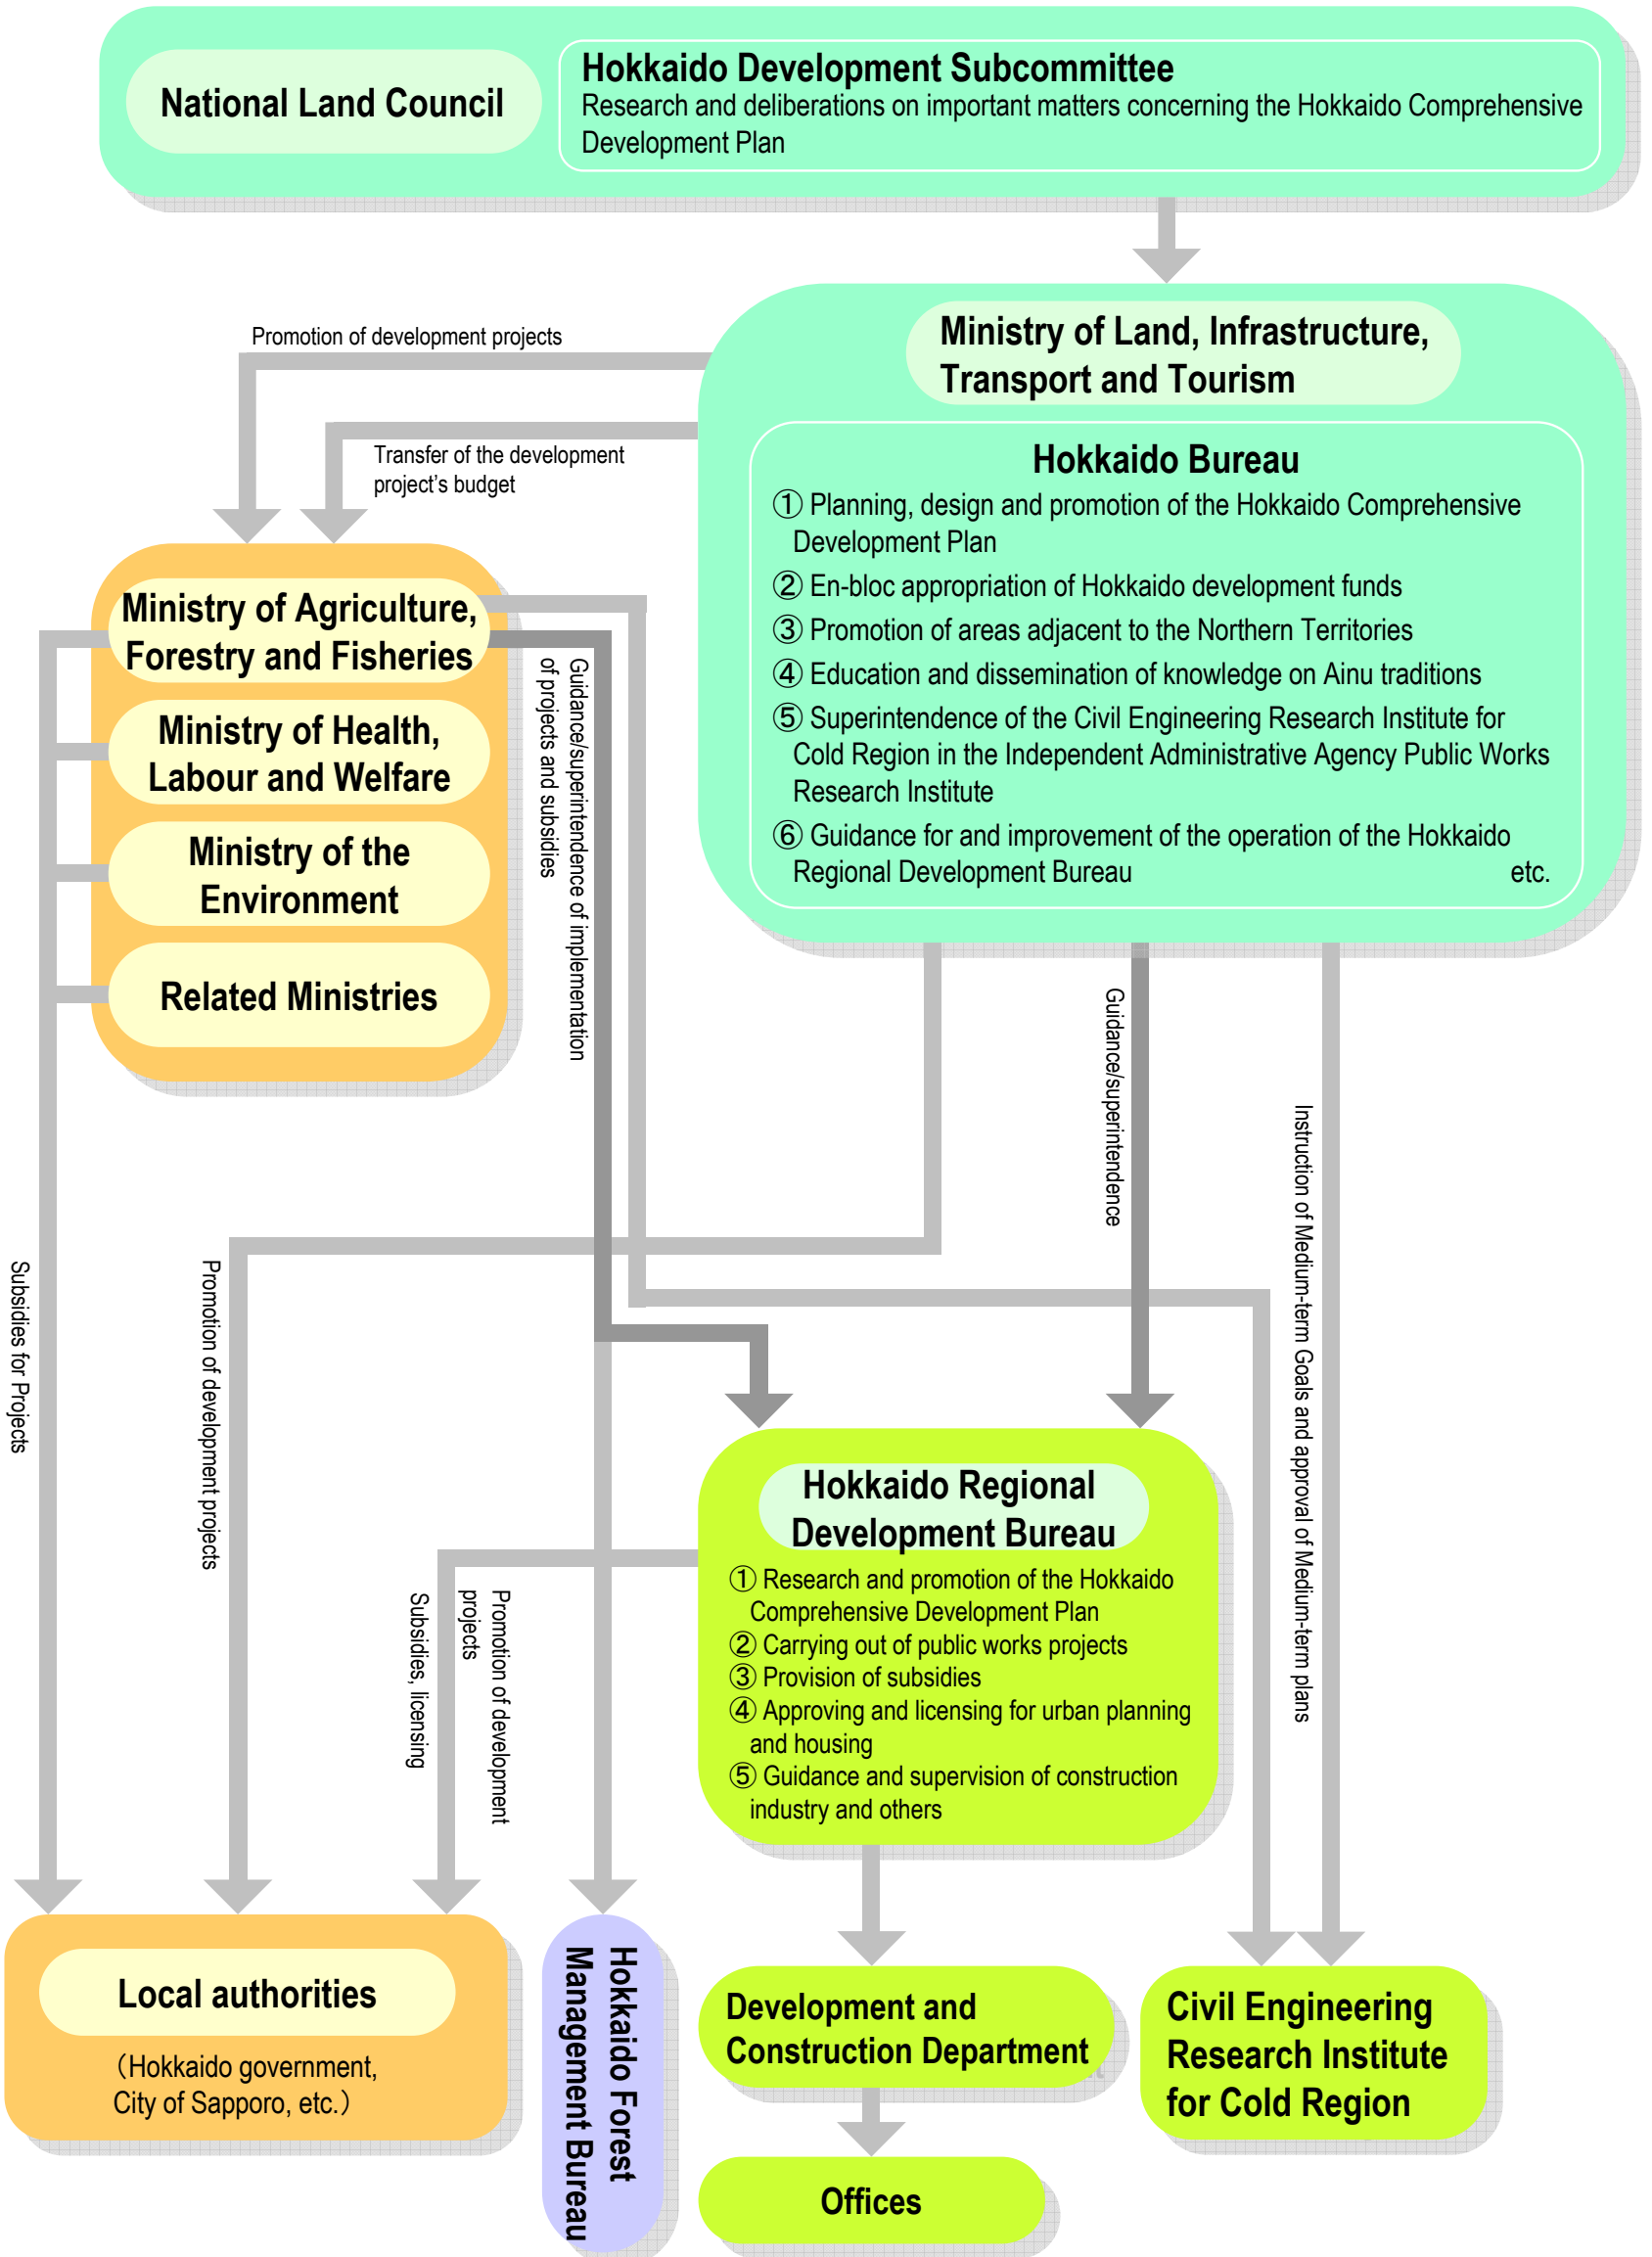 National Land Council
Hokkaido Development Subcommittee
Research and deliberations on important matters concerning the Hokkaido Comprehensive
Development Plan
Promotion of development projects
Transfer of the development
project's budget
Ministry of Land, Infrastructure,
Transport and Tourism
Hokkaido Bureau
① Planning, design and promotion of the Hokkaido Comprehensive
Development Plan
② En-bloc appropriation of Hokkaido development funds
③ Promotion of areas adjacent to the Northern Territories
④ Education and dissemination of knowledge on Ainu traditions
⑤ Superintendence of the Civil Engineering Research Institute for
Cold Region in the Independent Administrative Agency Public Works
Research Institute
⑥ Guidance for and improvement of the operation of the Hokkaido
Regional Development Bureau etc.
Ministry of Agriculture,
Forestry and Fisheries
Ministry of Health,
Labour and Welfare
Ministry of the
Environment
Related Ministries
Guidance/superintendence of implementation
of projects and subsidies
Guidance/superintendence
Instruction of Medium-term Goals and approval of Medium-term plans
Subsidies for Projects
Promotion of development projects
Hokkaido Regional
Development Bureau
① Research and promotion of the Hokkaido
Comprehensive Development Plan
② Carrying out of public works projects
③ Provision of subsidies
④ Approving and licensing for urban planning
and housing
⑤ Guidance and supervision of construction
industry and others
Promotion of development
projects
Subsidies, licensing
Local authorities
（Hokkaido government,
City of Sapporo, etc.）
Hokkaido Forest
Management Bureau
Development and
Construction Department
Civil Engineering
Research Institute
for Cold Region
Offices